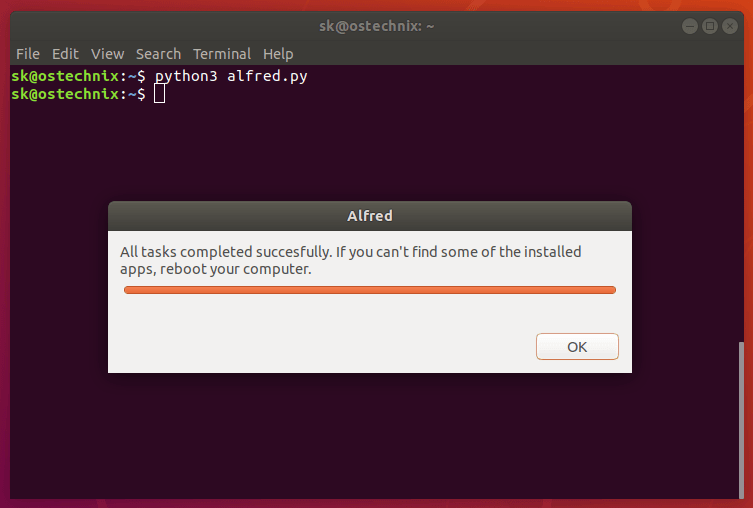 sk@ostechnix: ~
File Edit View Search Terminal Help
sk@ostechnix:~$ python3 alfred.py
sk@ostechnix:~$
Alfred
All tasks completed succesfully. If you can't find some of the installed
apps, reboot your computer.
OK